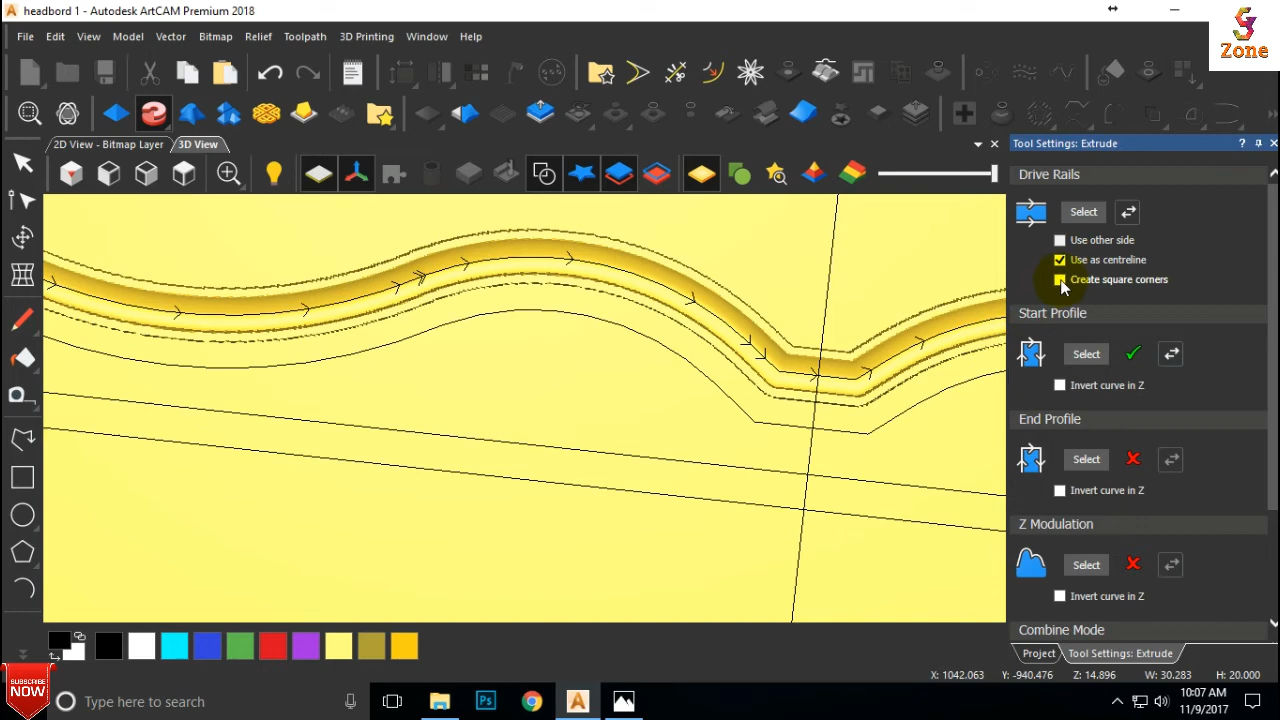 headbord 1 - Autodesk ArtCAM Premium 2018
Zone
File Edit View Model Vector Bitmap Relief Toolpath 3D Printing Window Help
2D View - Bitmap Layer 3D View
Tool Settings: Extrude
Drive Rails
Select
Use other side
Use as centreline
Create square corners
Start Profile
Select
Invert curve in Z
End Profile
Select
Invert curve in Z
Z Modulation
Select
Invert curve in Z
Combine Mode
Project Tool Settings: Extrude
X: 1042.063 Y: -940.476 Z: 14.896 W: 30.283 H: 20.000
SUBSCRIBE
NOW
Type here to search
10:07 AM
11/9/2017